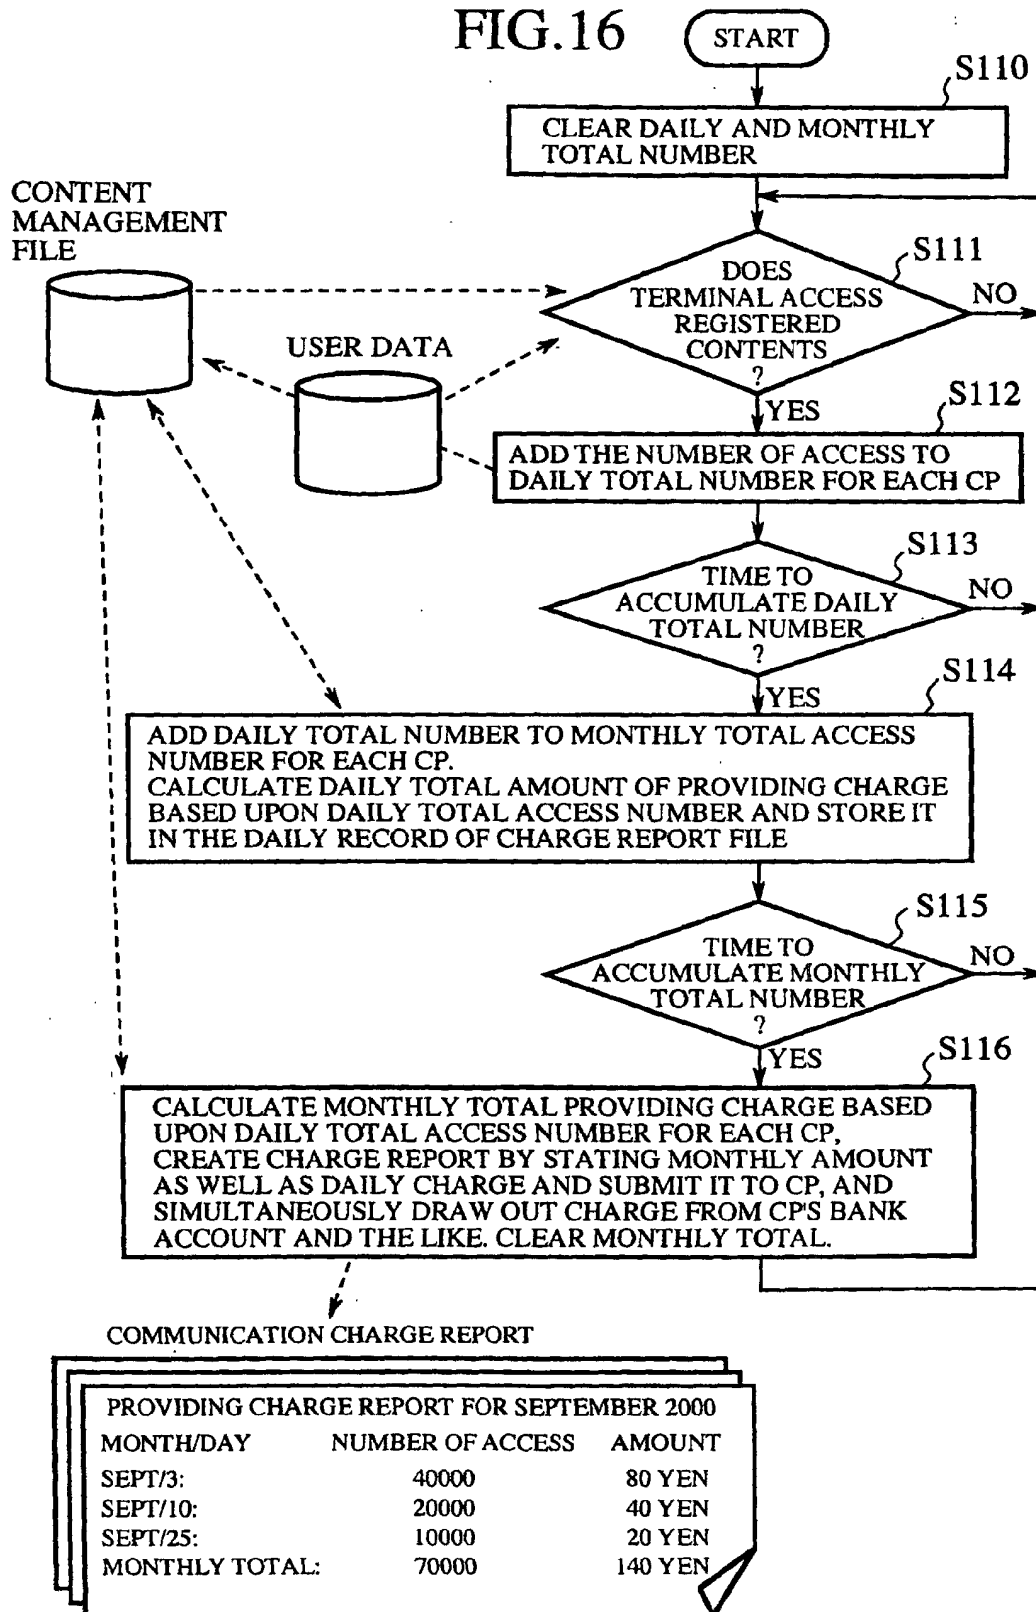 FIG.16
START
S110
CLEAR DAILY AND MONTHLY
TOTAL NUMBER
CONTENT
MANAGEMENT
FILE
S111
DOES
TERMINAL ACCESS
REGISTERED
CONTENTS
?
NO
USER DATA
YES
S112
ADD THE NUMBER OF ACCESS TO
DAILY TOTAL NUMBER FOR EACH CP
S113
TIME TO
ACCUMULATE DAILY
TOTAL NUMBER
?
NO
YES
S114
ADD DAILY TOTAL NUMBER TO MONTHLY TOTAL ACCESS
NUMBER FOR EACH CP.
CALCULATE DAILY TOTAL AMOUNT OF PROVIDING CHARGE
BASED UPON DAILY TOTAL ACCESS NUMBER AND STORE IT
IN THE DAILY RECORD OF CHARGE REPORT FILE
S115
TIME TO
ACCUMULATE MONTHLY
TOTAL NUMBER
?
NO
YES
S116
CALCULATE MONTHLY TOTAL PROVIDING CHARGE BASED
UPON DAILY TOTAL ACCESS NUMBER FOR EACH CP,
CREATE CHARGE REPORT BY STATING MONTHLY AMOUNT
AS WELL AS DAILY CHARGE AND SUBMIT IT TO CP, AND
SIMULTANEOUSLY DRAW OUT CHARGE FROM CP'S BANK
ACCOUNT AND THE LIKE. CLEAR MONTHLY TOTAL.
COMMUNICATION CHARGE REPORT
PROVIDING CHARGE REPORT FOR SEPTEMBER 2000
MONTH/DAY NUMBER OF ACCESS AMOUNT
SEPT/3: 40000 80 YEN
SEPT/10: 20000 40 YEN
SEPT/25: 10000 20 YEN
MONTHLY TOTAL: 70000 140 YEN